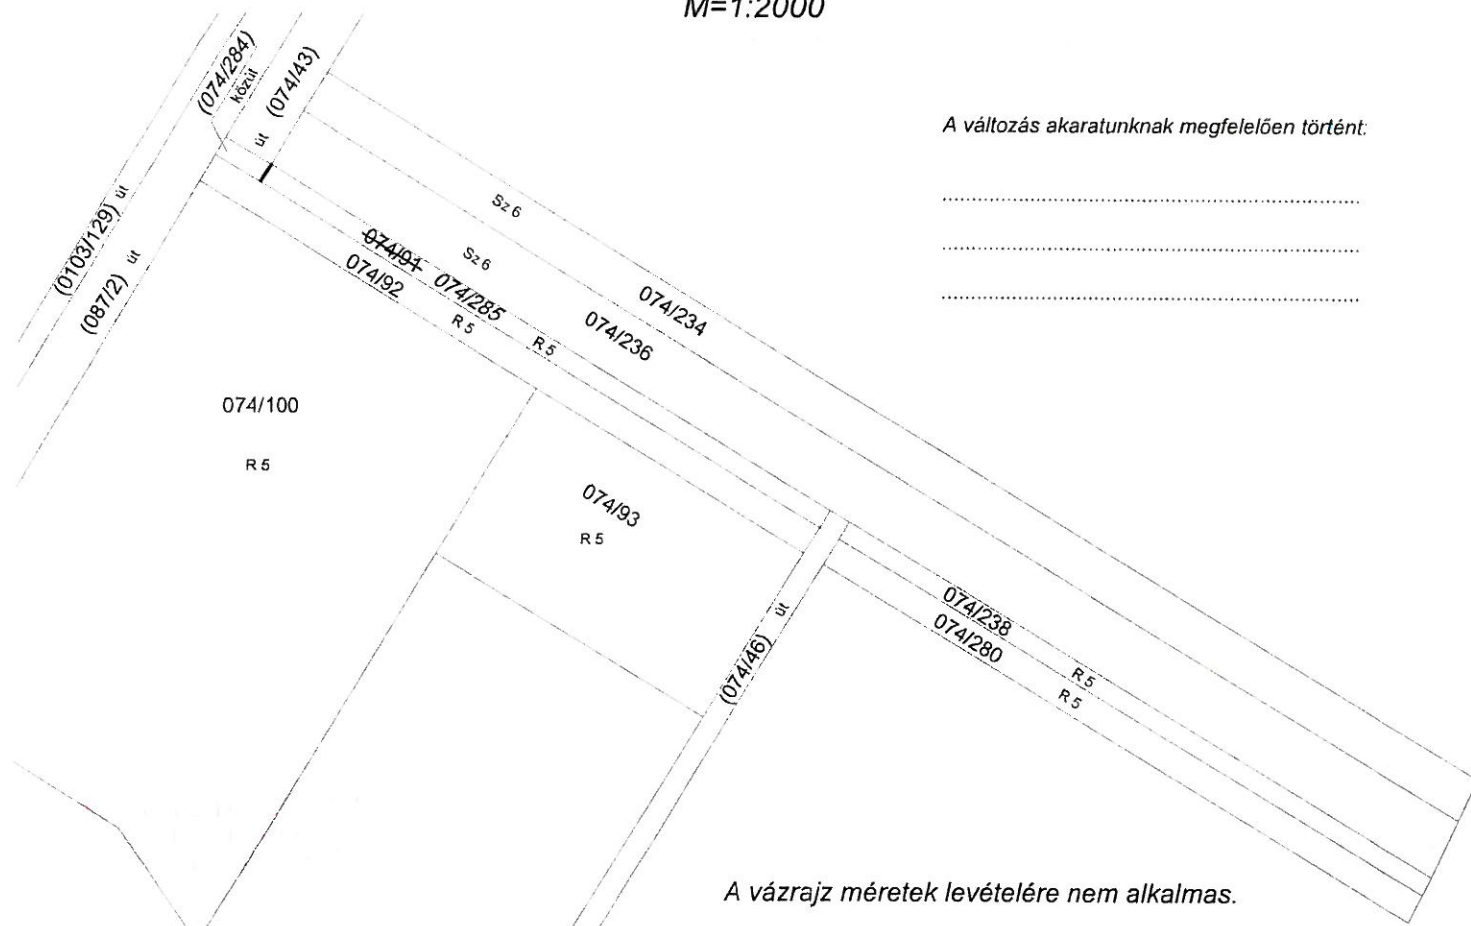 M=1:2000
(074/284)
közút
(074/43)
út
A változás akaratunknak megfelelően történt:
(0103/129) út
(087/2) út
Sz 6
Sz 6
074/91 074/285
074/92
R 5
R 5
074/234
074/236
074/100
R 5
074/93
R 5
(074/46) út
074/238
074/280
R 5
R 5
A vázrajz méretek levételére nem alkalmas.